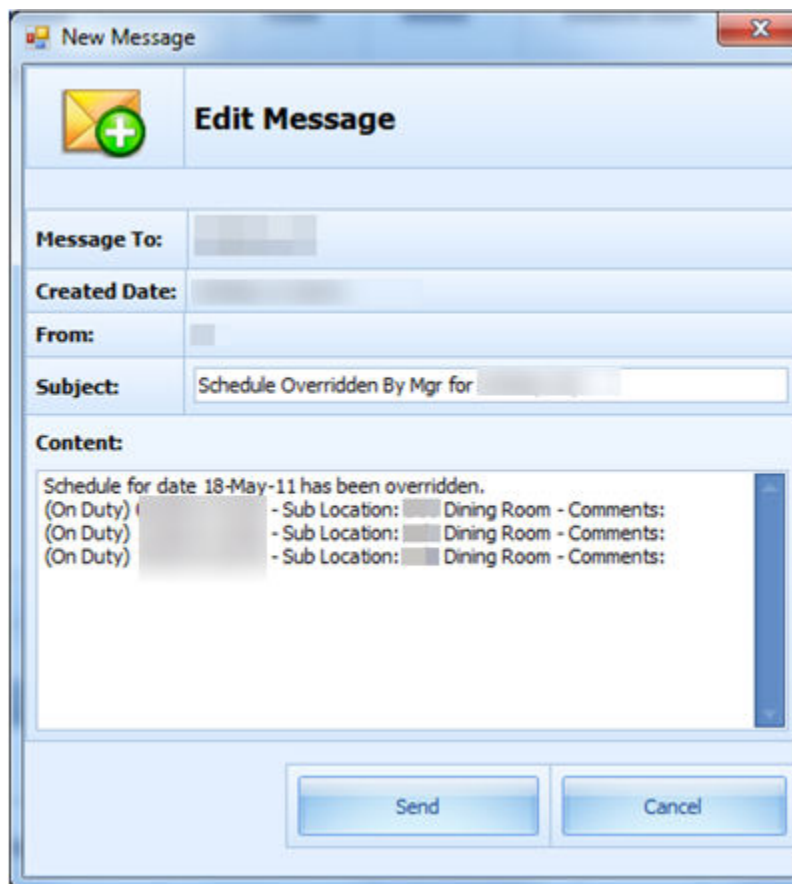 New Message
Edit Message
Message To:
Created Date:
From:
Subject: Schedule Overridden By Mgr for
Content:
Schedule for date 18-May-11 has been overridden.
(On Duty) - Sub Location: Dining Room - Comments:
(On Duty) - Sub Location: Dining Room - Comments:
(On Duty) - Sub Location: Dining Room - Comments:
Send Cancel